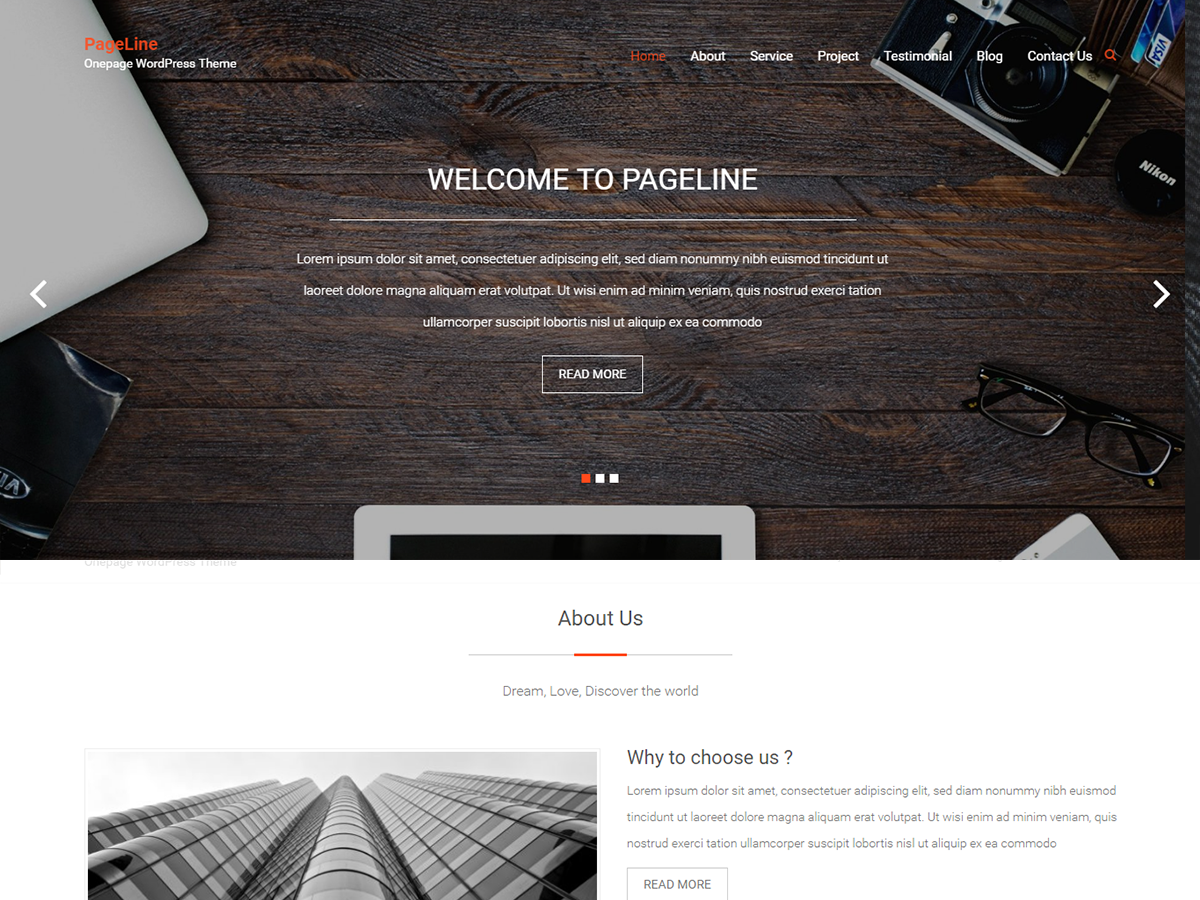 PageLine
Onepage WordPress Theme
Home About Service Project Testimonial Blog Contact Us
VISA
Nikon
WELCOME TO PAGELINE
Lorem ipsum dolor sit amet, consectetuer adipiscing elit, sed diam nonummy nibh euismod tincidunt ut
laoreet dolore magna aliquam erat volutpat. Ut wisi enim ad minim veniam, quis nostrud exerci tation
ullamcorper suscipit lobortis nisl ut aliquip ex ea commodo
READ MORE
Onepage WordPress Theme
About Us
Dream, Love, Discover the world
Why to choose us ?
Lorem ipsum dolor sit amet, consectetuer adipiscing elit, sed diam nonummy nibh euismod
tincidunt ut laoreet dolore magna aliquam erat volutpat. Ut wisi enim ad minim veniam, quis
nostrud exerci tation ullamcorper suscipit lobortis nisl ut aliquip ex ea commodo
READ MORE